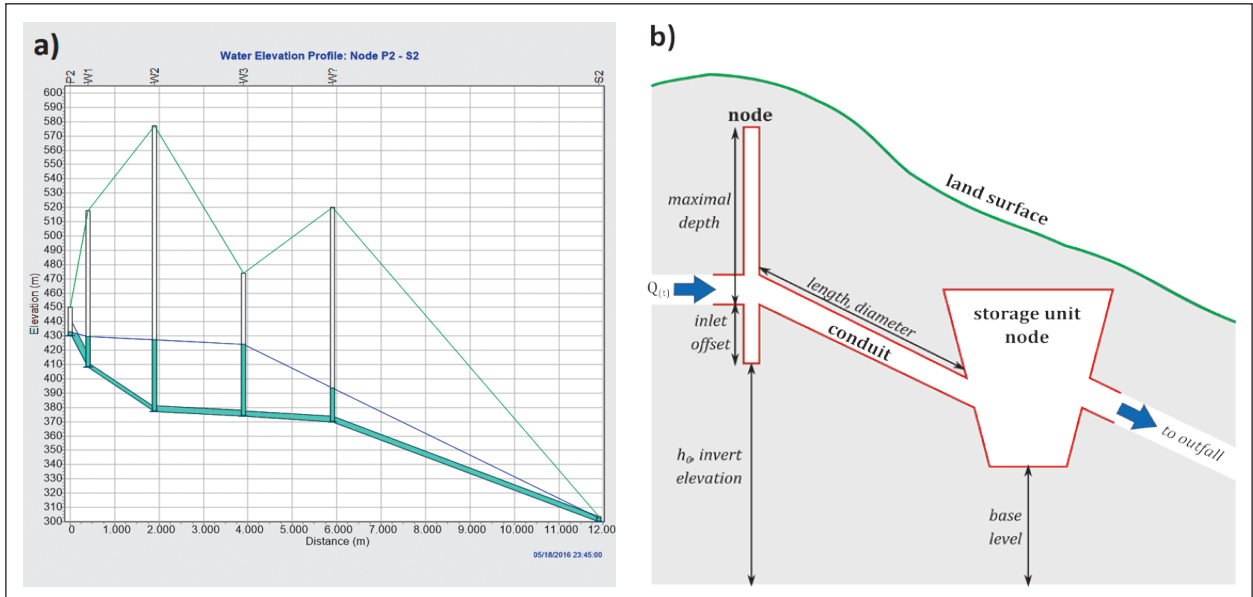 a)
Water Elevation Profile: Node P2 - S2
P2
W1
W2
W3
W?
S2
600
590
580
570
560
550
540
530
520
510
500
490
480
470
460
450
440
430
420
410
400
390
380
370
360
350
340
330
320
310
300
Elevation (m)
0 1.000 2.000 3.000 4.000 5.000 6.000 7.000 8.000 9.000 10.000 11.000 12.00
Distance (m)
05/18/2016 23:45:00
b)
node
land surface
maximal
depth
Q(t)
length, diameter
conduit
inlet
offset
storage unit
node
to outfall
h0, invert
elevation
base
level